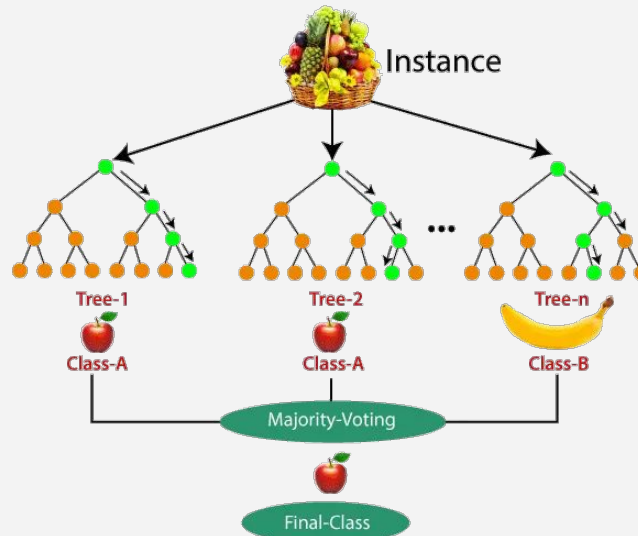 Instance
...
Tree-1
Tree-2
Tree-n
Class-A
Class-A
Class-B
Majority-Voting
Final-Class